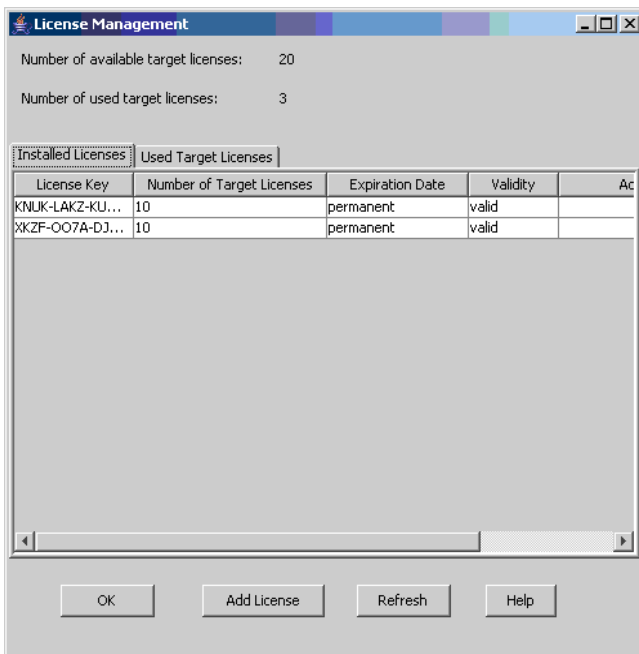 License Management
Number of available target licenses: 20
Number of used target licenses: 3
Installed Licenses Used Target Licenses
License Key Number of Target Licenses Expiration Date Validity Ac
KNUK-LAKZ-KU... 10 permanent valid
XKZF-OO7A-DJ... 10 permanent valid
OK Add License Refresh Help